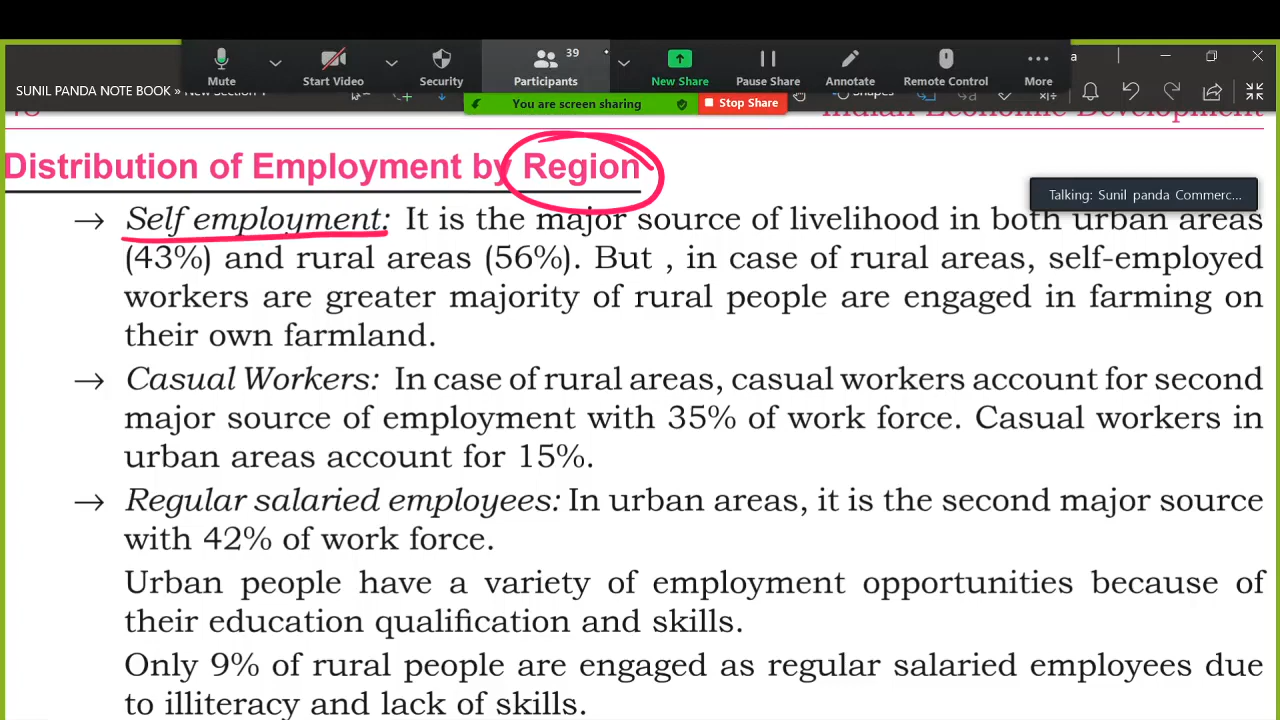 39
Mute
Start Video
Security
Participants
New Share
Pause Share
Annotate
Remote Control
More
a
SUNIL PANDA NOTE BOOK » New Section 1
You are screen sharing
Stop Share
Shapes
Indian Economic Development
Distribution of Employment by Region
Talking: Sunil panda Commerc...
→ Self employment: It is the major source of livelihood in both urban areas
(43%) and rural areas (56%). But , in case of rural areas, self-employed
workers are greater majority of rural people are engaged in farming on
their own farmland.
→ Casual Workers: In case of rural areas, casual workers account for second
major source of employment with 35% of work force. Casual workers in
urban areas account for 15%.
→ Regular salaried employees: In urban areas, it is the second major source
with 42% of work force.
Urban people have a variety of employment opportunities because of
their education qualification and skills.
Only 9% of rural people are engaged as regular salaried employees due
to illiteracy and lack of skills.